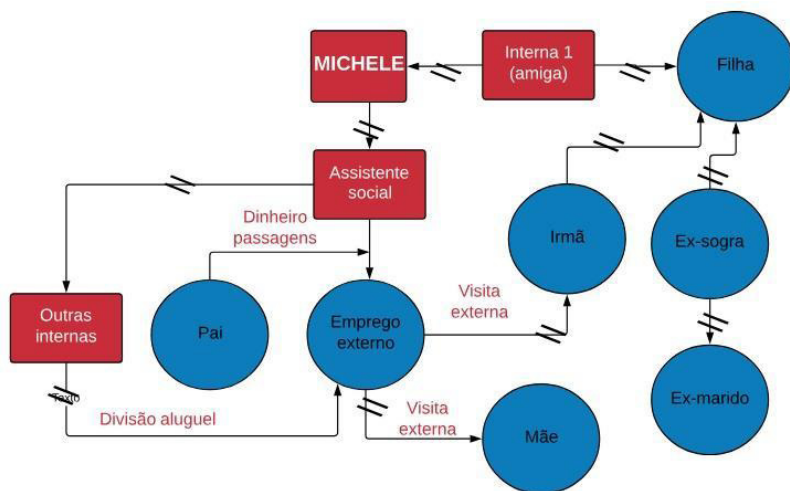 MICHELE
Interna 1
(amiga)
Filha
Assistente
social
Dinheiro
passagens
Irmã
Ex-sogra
Outras
internas
Pai
Emprego
externo
Visita
externa
Texto
Divisão aluguel
Visita
externa
Mãe
Ex-marido